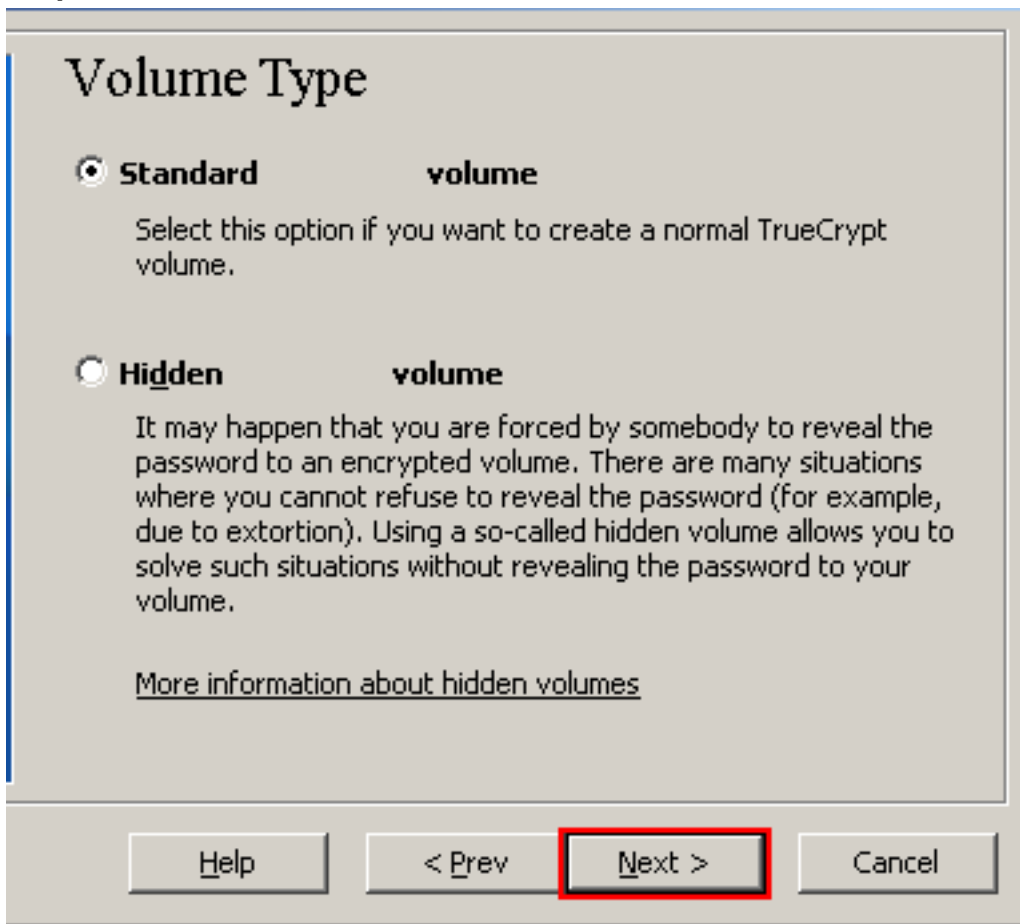 Volume Type
Standard volume
Select this option if you want to create a normal TrueCrypt
volume.
Hidden volume
It may happen that you are forced by somebody to reveal the
password to an encrypted volume. There are many situations
where you cannot refuse to reveal the password (for example,
due to extortion). Using a so-called hidden volume allows you to
solve such situations without revealing the password to your
volume.
More information about hidden volumes
Help < Prev Next > Cancel